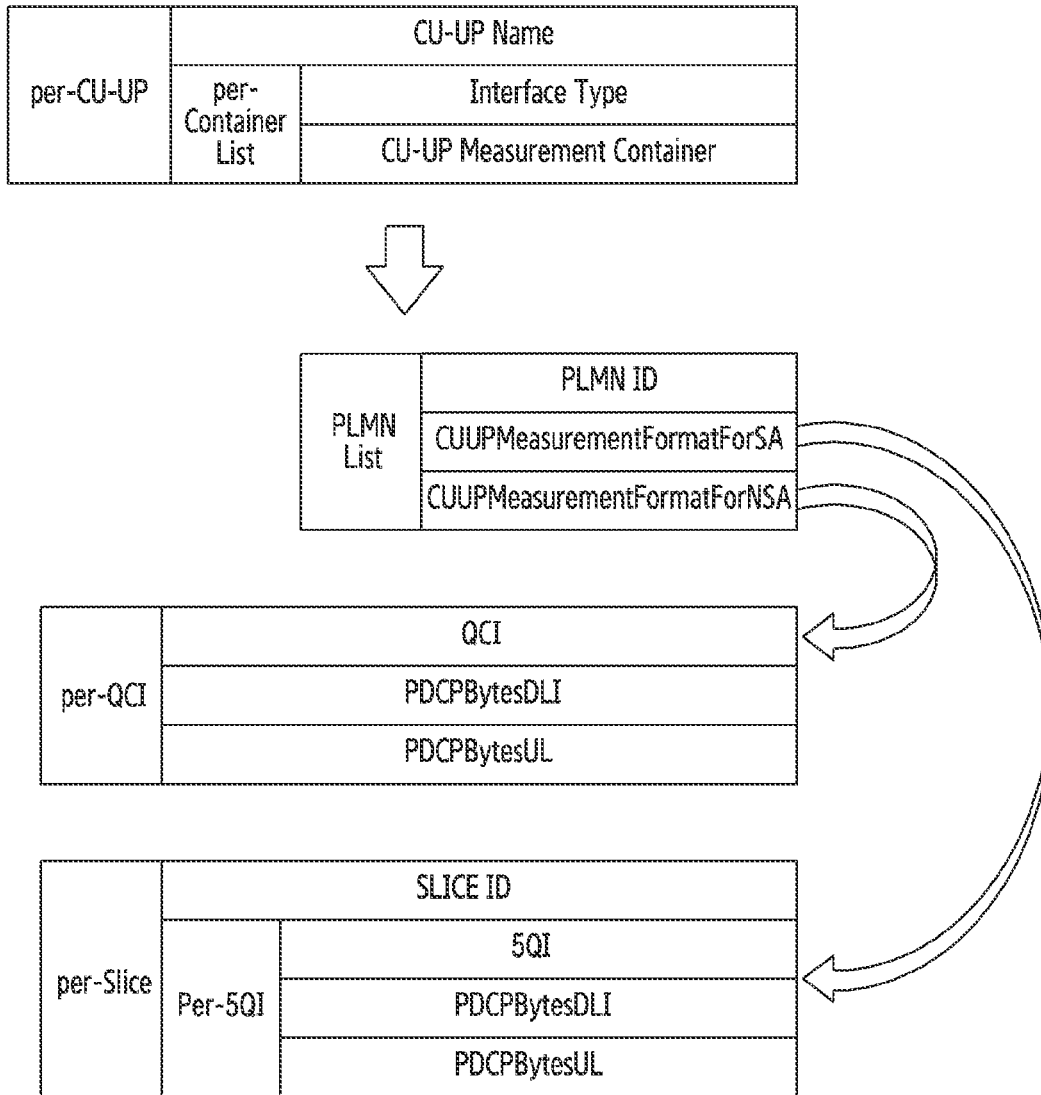 CU-UP Name
per-CU-UP
per-
Container
List
Interface Type
CU-UP Measurement Container
PLMN
List
PLMN ID
CUUPMeasurementFormatForSA
CUUPMeasurementFormatForNSA
per-QCI
QCI
PDCPBytesDLI
PDCPBytesUL
per-Slice
SLICE ID
Per-5QI
5QI
PDCPBytesDLI
PDCPBytesUL